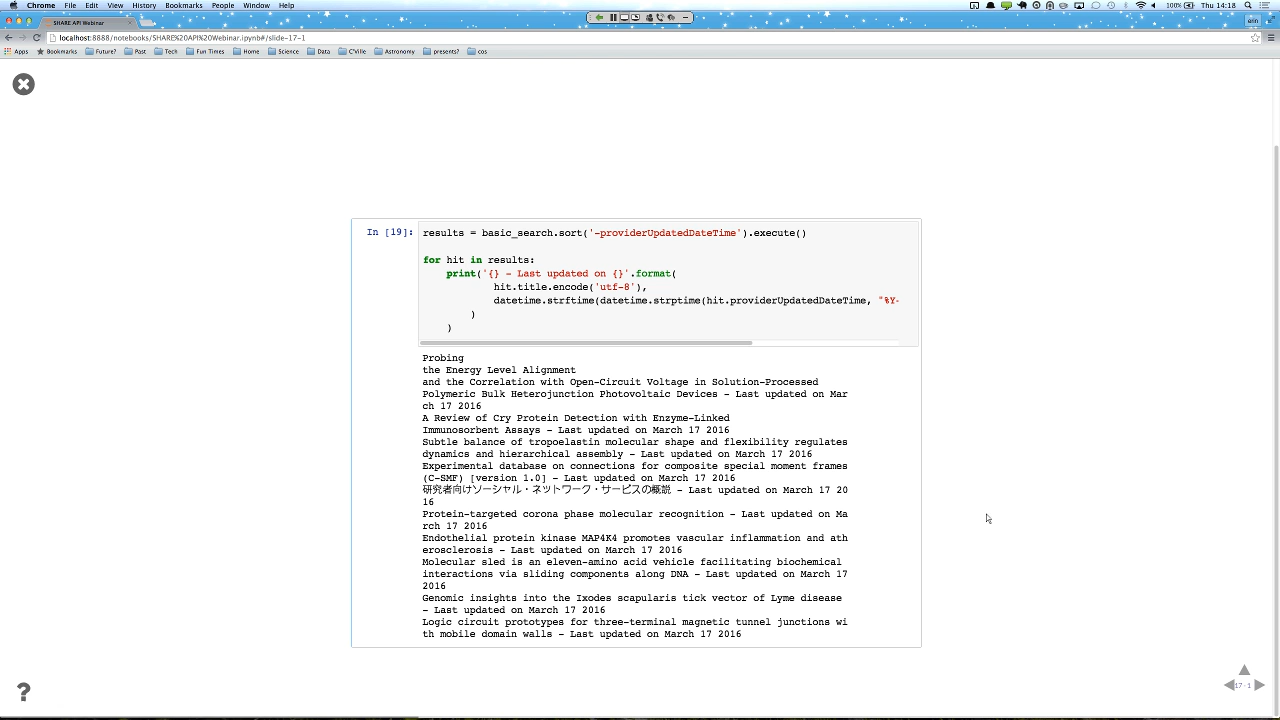 Chrome File Edit View History Bookmarks People Window Help 100% Thu 14:18
SHARE API Webinar
erin
localhost:8888/notebooks/SHARE%20API%20Webinar.ipynb#/slide-17-1
Apps Bookmarks Future? Past Tech Fun Times Home Science Data C'Ville Astronomy presents? cos
In [19]: results = basic_search.sort('-providerUpdatedDateTime').execute()
for hit in results:
print('{} - Last updated on {}'.format(
hit.title.encode('utf-8'),
datetime.strftime(datetime.strptime(hit.providerUpdatedDateTime, "%Y-
)
)
Probing
the Energy Level Alignment
and the Correlation with Open-Circuit Voltage in Solution-Processed
Polymeric Bulk Heterojunction Photovoltaic Devices - Last updated on Mar
ch 17 2016
A Review of Cry Protein Detection with Enzyme-Linked
Immunosorbent Assays - Last updated on March 17 2016
Subtle balance of tropoelastin molecular shape and flexibility regulates
dynamics and hierarchical assembly - Last updated on March 17 2016
Experimental database on connections for composite special moment frames
(C-SMF) [version 1.0] - Last updated on March 17 2016
研究者向けソーシャル・ネットワーク・サービスの概説 - Last updated on March 17 20
16
Protein-targeted corona phase molecular recognition - Last updated on Ma
rch 17 2016
Endothelial protein kinase MAP4K4 promotes vascular inflammation and ath
erosclerosis - Last updated on March 17 2016
Molecular sled is an eleven-amino acid vehicle facilitating biochemical
interactions via sliding components along DNA - Last updated on March 17
2016
Genomic insights into the Ixodes scapularis tick vector of Lyme disease
- Last updated on March 17 2016
Logic circuit prototypes for three-terminal magnetic tunnel junctions wi
th mobile domain walls - Last updated on March 17 2016
?
17-1